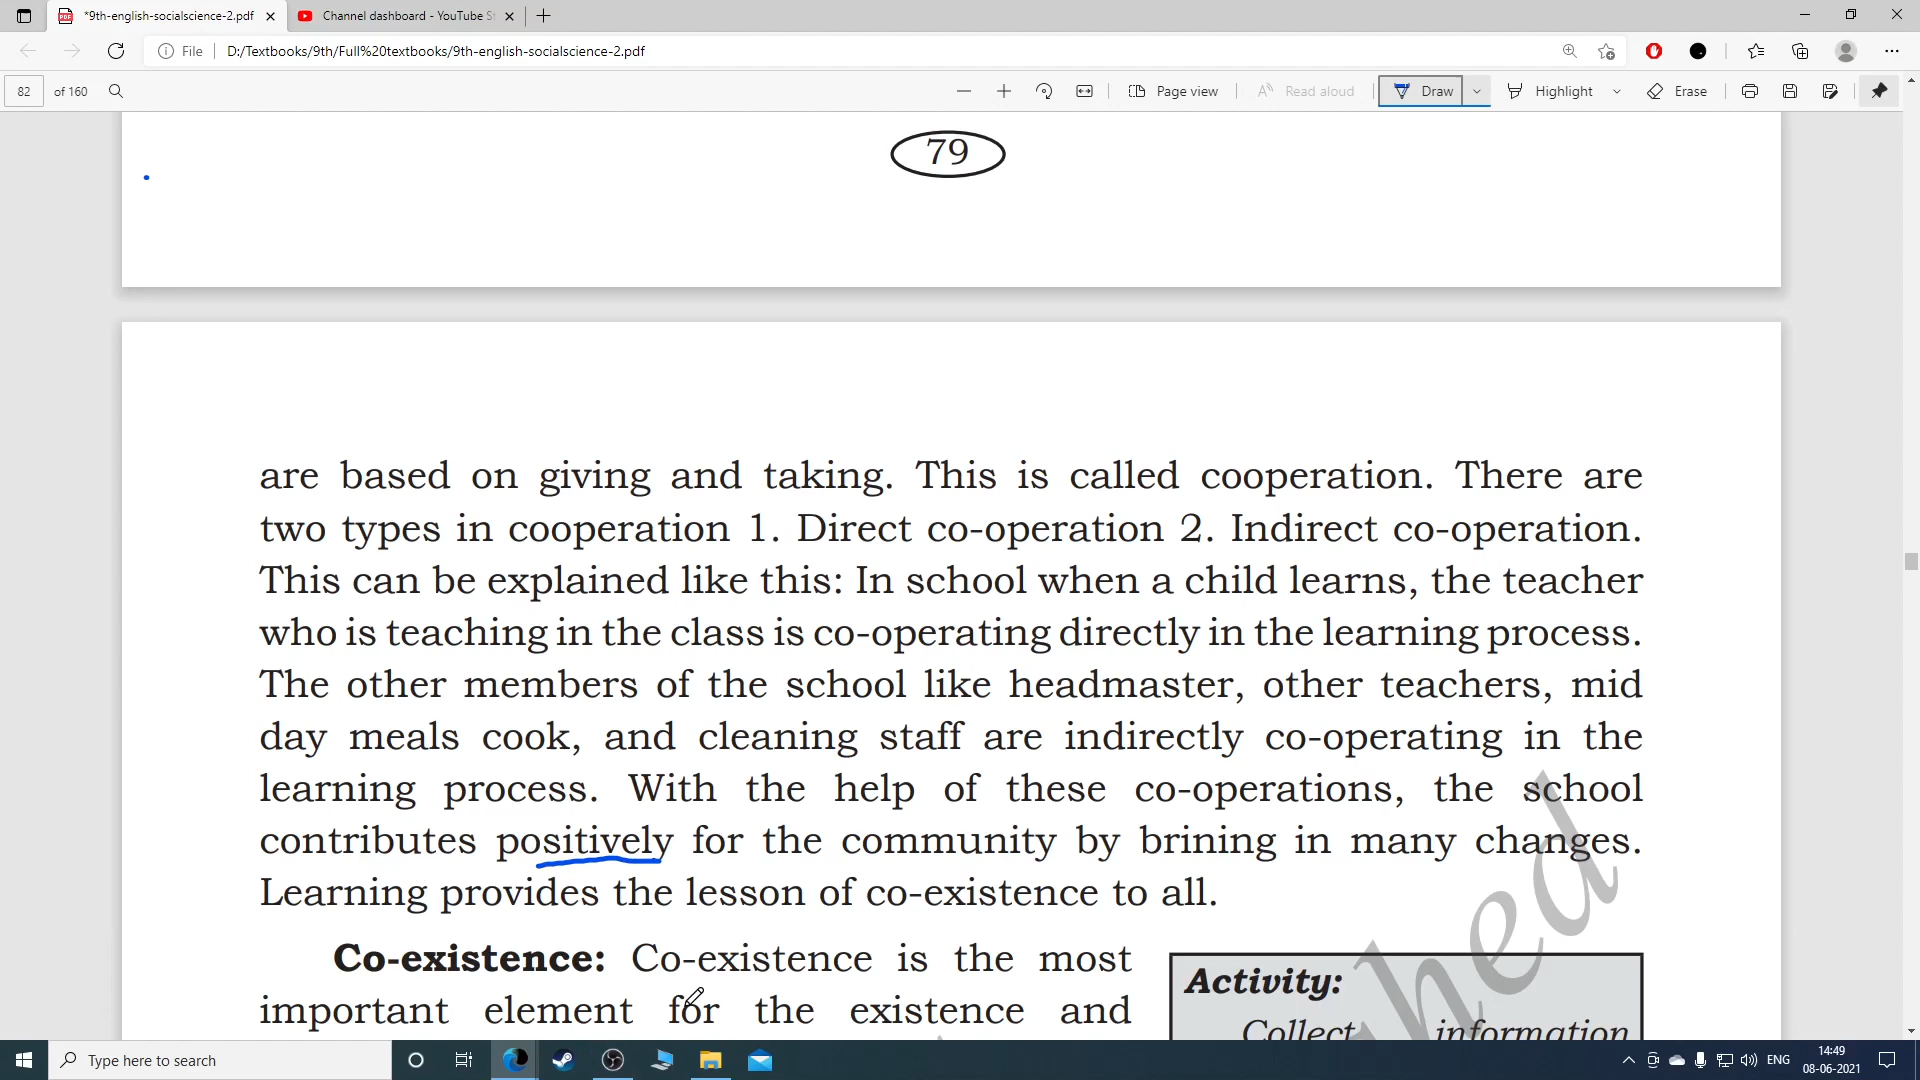 *9th-english-socialscience-2.pdf
Channel dashboard - YouTube S
File
D:/Textbooks/9th/Full%20textbooks/9th-english-socialscience-2.pdf
82 of 160
Page view
Read aloud
Draw
Highlight
Erase
79
are based on giving and taking. This is called cooperation. There are
two types in cooperation 1. Direct co-operation 2. Indirect co-operation.
This can be explained like this: In school when a child learns, the teacher
who is teaching in the class is co-operating directly in the learning process.
The other members of the school like headmaster, other teachers, mid
day meals cook, and cleaning staff are indirectly co-operating in the
learning process. With the help of these co-operations, the school
contributes positively for the community by brining in many changes.
Learning provides the lesson of co-existence to all.
Co-existence: Co-existence is the most
important element for the existence and
Activity:
Collect information
hed
Type here to search
ENG
14:49
08-06-2021